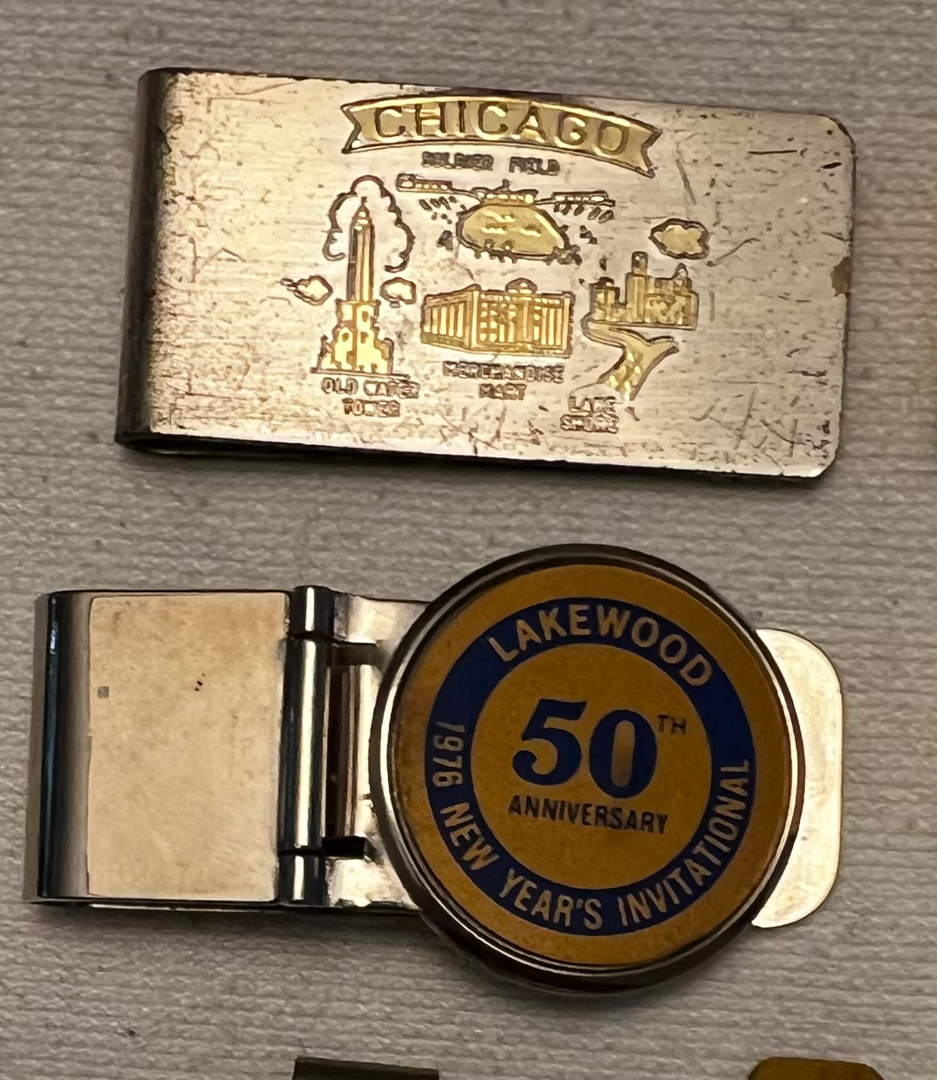 CHICAGO
SOLDIER FIELD
OLD WATER
TOWER
MERCHANDISE
MART
LAKE
SHORE
LAKEWOOD
50TH
ANNIVERSARY
1976 NEW YEAR'S INVITATIONAL